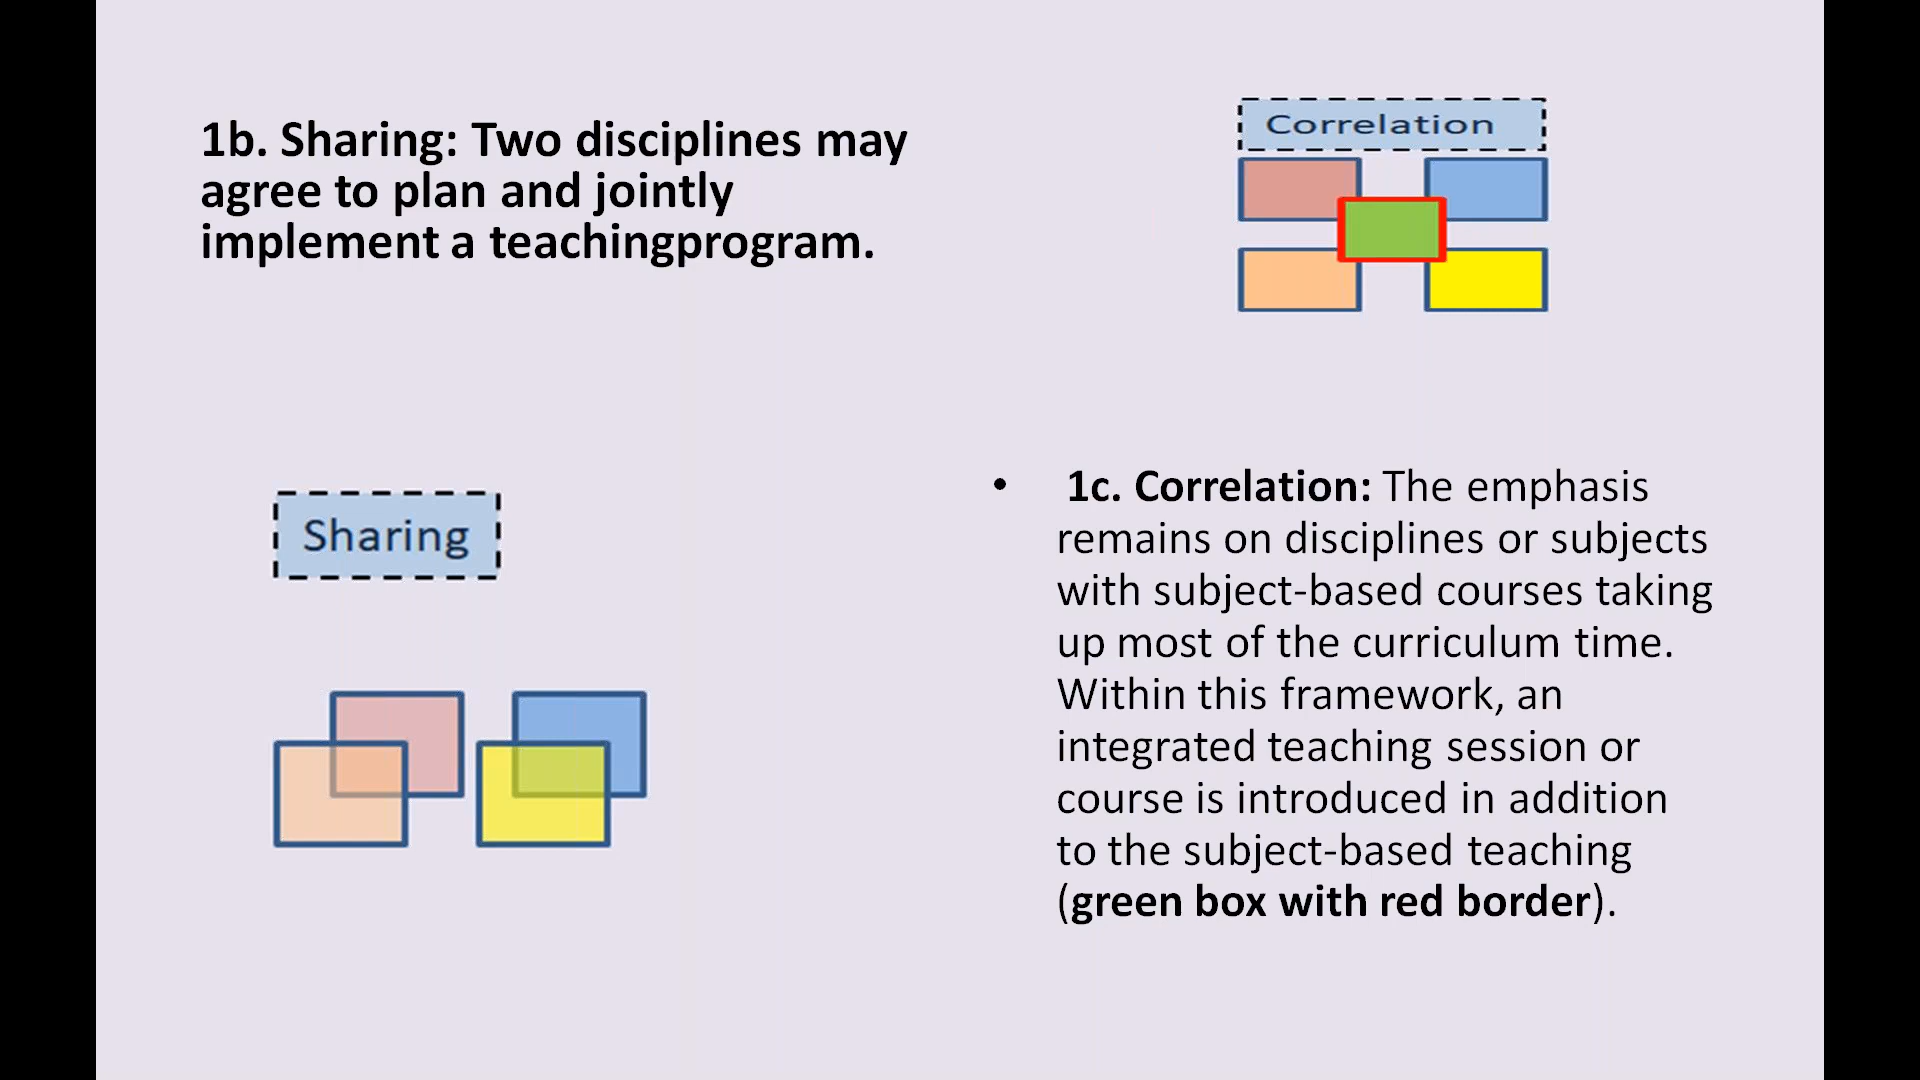 1b. Sharing: Two disciplines may
agree to plan and jointly
implement a teachingprogram.
Sharing
Correlation
• 1c. Correlation: The emphasis
remains on disciplines or subjects
with subject-based courses taking
up most of the curriculum time.
Within this framework, an
integrated teaching session or
course is introduced in addition
to the subject-based teaching
(green box with red border).